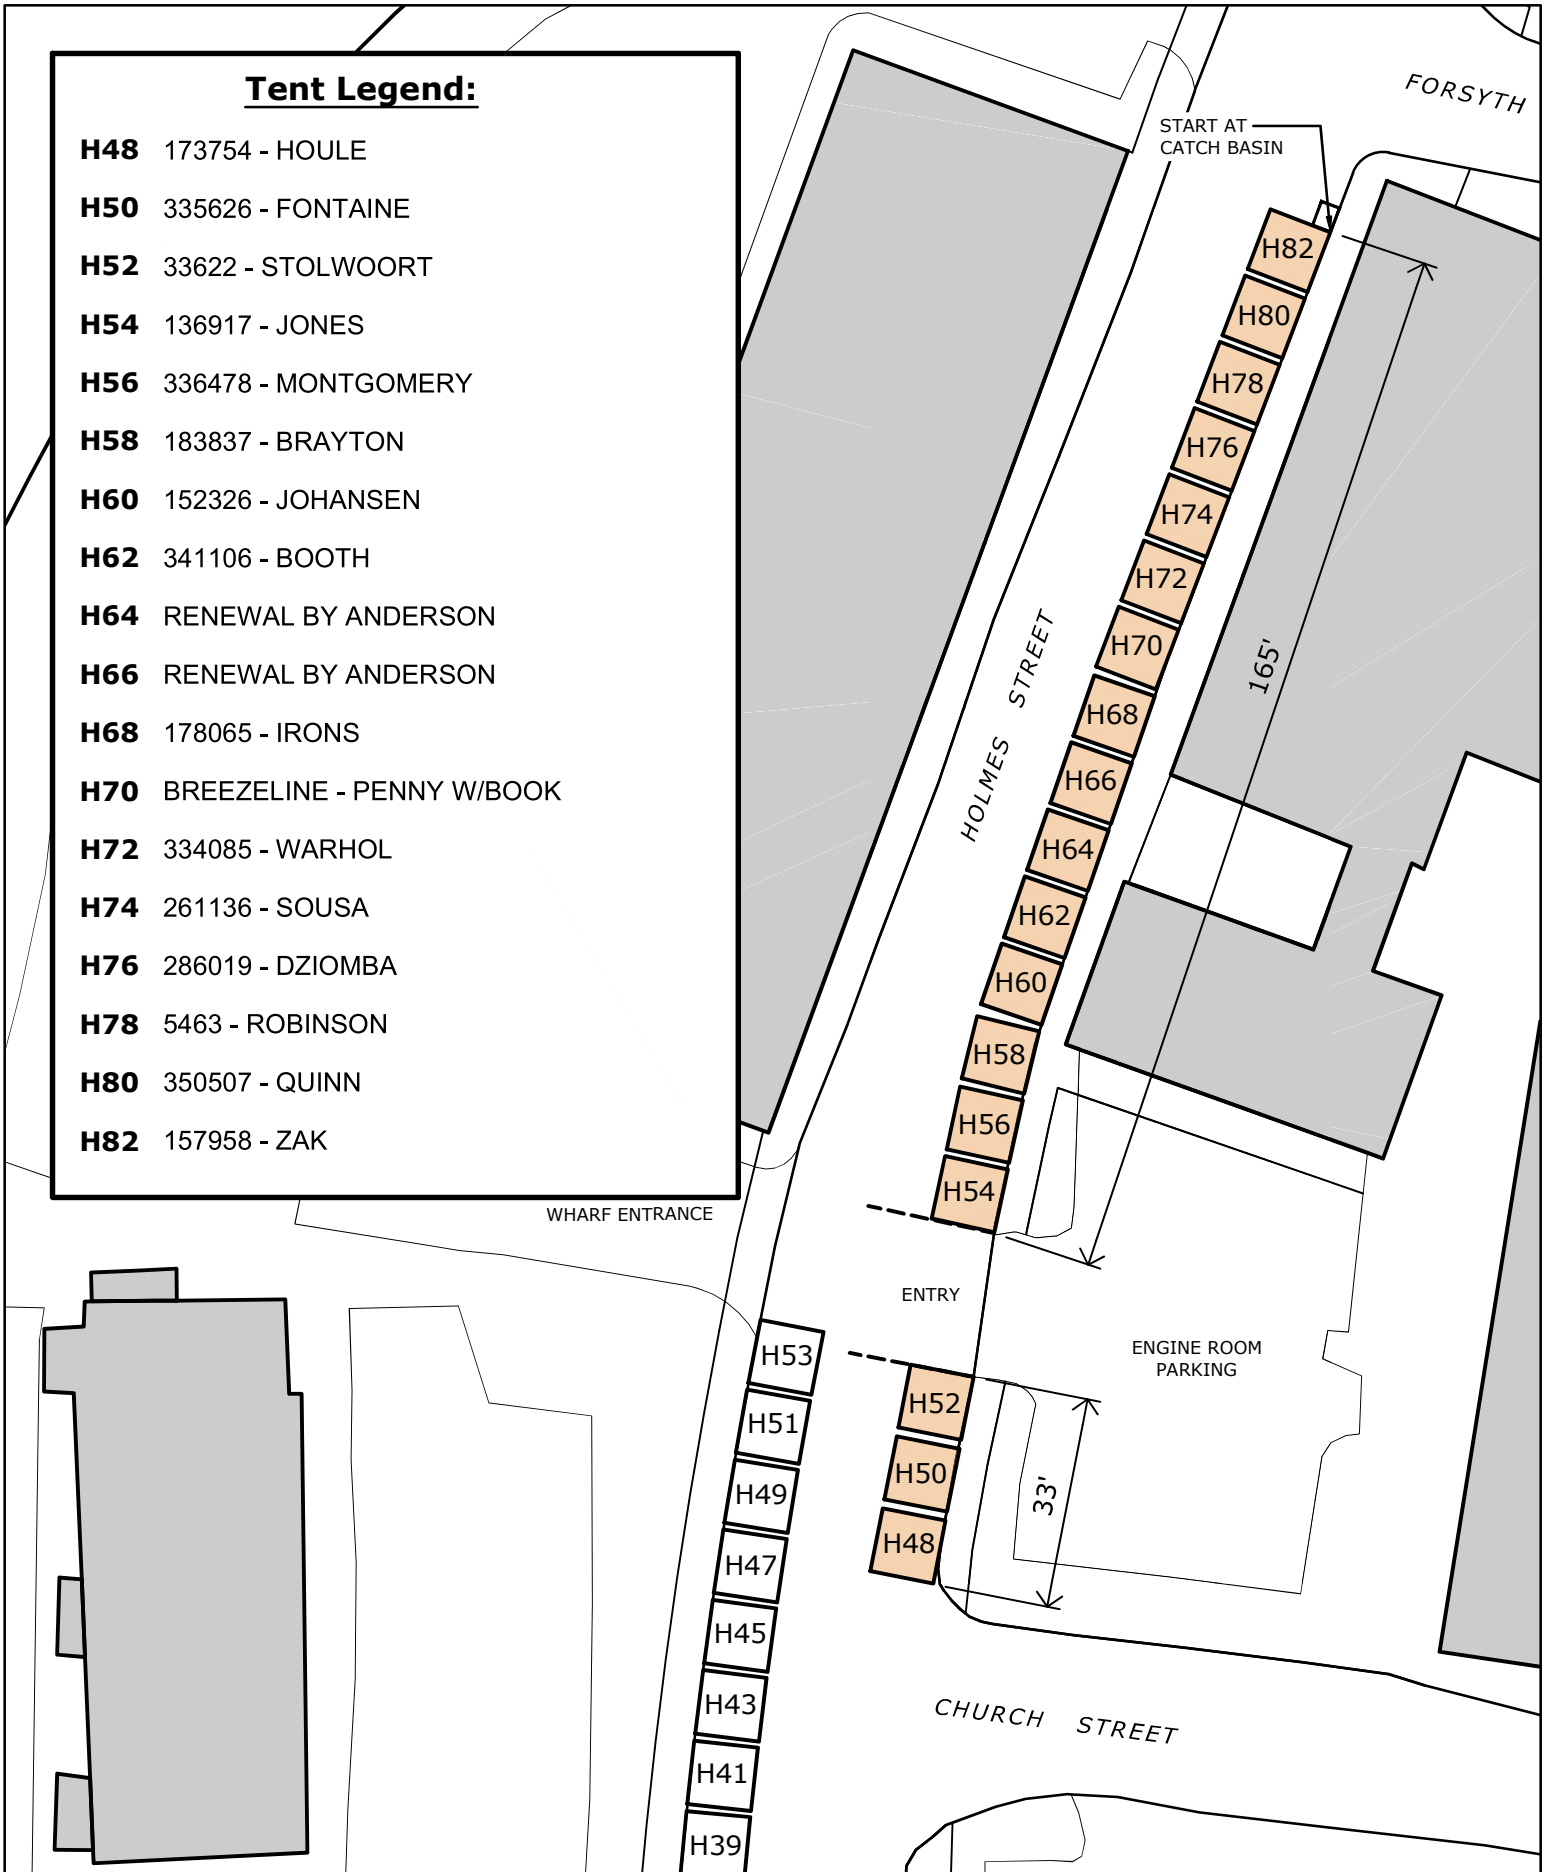 Tent Legend:
H48 173754 - HOULE
H50 335626 - FONTAINE
H52 33622 - STOLWOORT
H54 136917 - JONES
H56 336478 - MONTGOMERY
H58 183837 - BRAYTON
H60 152326 - JOHANSEN
H62 341106 - BOOTH
H64 RENEWAL BY ANDERSON
H66 RENEWAL BY ANDERSON
H68 178065 - IRONS
H70 BREEZELINE - PENNY W/BOOK
H72 334085 - WARHOL
H74 261136 - SOUSA
H76 286019 - DZIOMBA
H78 5463 - ROBINSON
H80 350507 - QUINN
H82 157958 - ZAK
FORSYTH
START AT
CATCH BASIN
H82
H80
H78
H76
H74
H72
H70
H68
H66
H64
H62
H60
H58
H56
H54
HOLMES STREET
165'
WHARF ENTRANCE
ENTRY
ENGINE ROOM
PARKING
H52
H50
H48
33'
H53
H51
H49
H47
H45
H43
H41
H39
CHURCH STREET